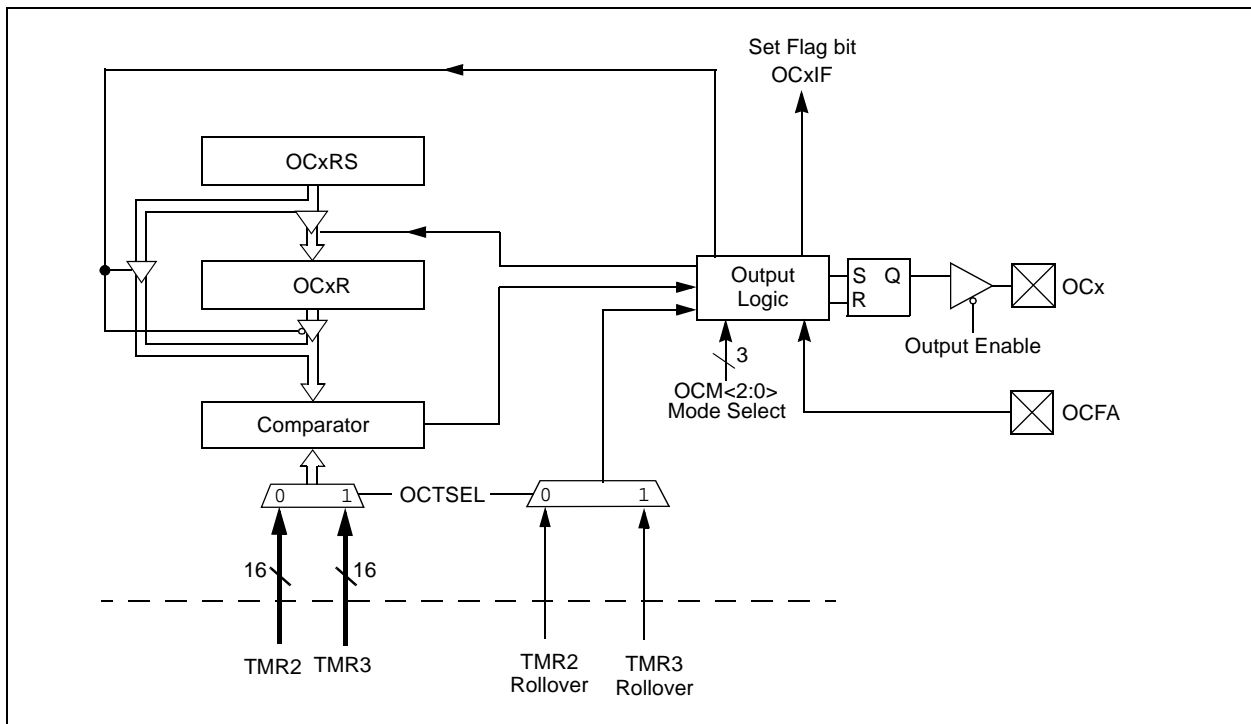 Set Flag bit
OCxIF
OCxRS
OCxR
Output
Logic
S Q
R
OCx
Output Enable
3
OCM<2:0>
Mode Select
OCFA
Comparator
0 1
OCTSEL
0 1
16
16
TMR2
TMR3
TMR2
Rollover
TMR3
Rollover